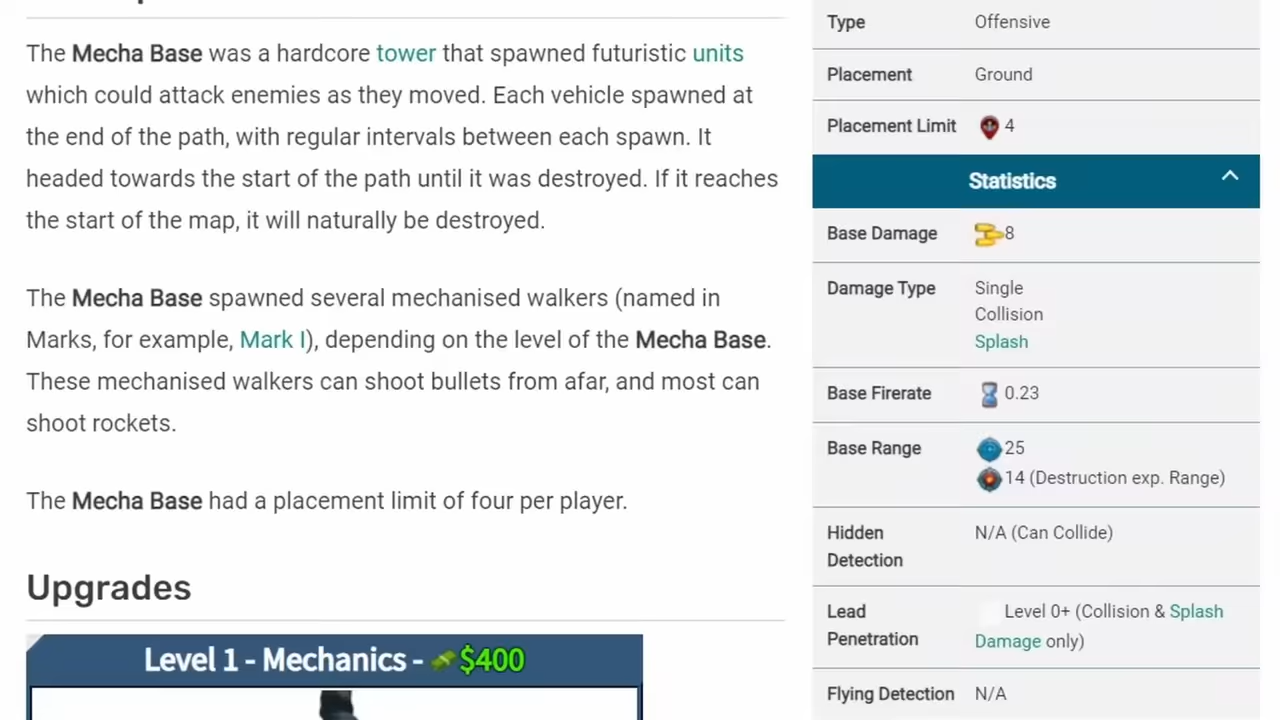 The Mecha Base was a hardcore tower that spawned futuristic units
which could attack enemies as they moved. Each vehicle spawned at
the end of the path, with regular intervals between each spawn. It
headed towards the start of the path until it was destroyed. If it reaches
the start of the map, it will naturally be destroyed.
The Mecha Base spawned several mechanised walkers (named in
Marks, for example, Mark I), depending on the level of the Mecha Base.
These mechanised walkers can shoot bullets from afar, and most can
shoot rockets.
The Mecha Base had a placement limit of four per player.
Upgrades
Level 1 - Mechanics - $400
Type Offensive
Placement Ground
Placement Limit 4
Statistics
Base Damage 8
Damage Type Single
Collision
Splash
Base Firerate 0.23
Base Range 25
14 (Destruction exp. Range)
Hidden N/A (Can Collide)
Detection
Lead Level 0+ (Collision & Splash
Penetration Damage only)
Flying Detection N/A